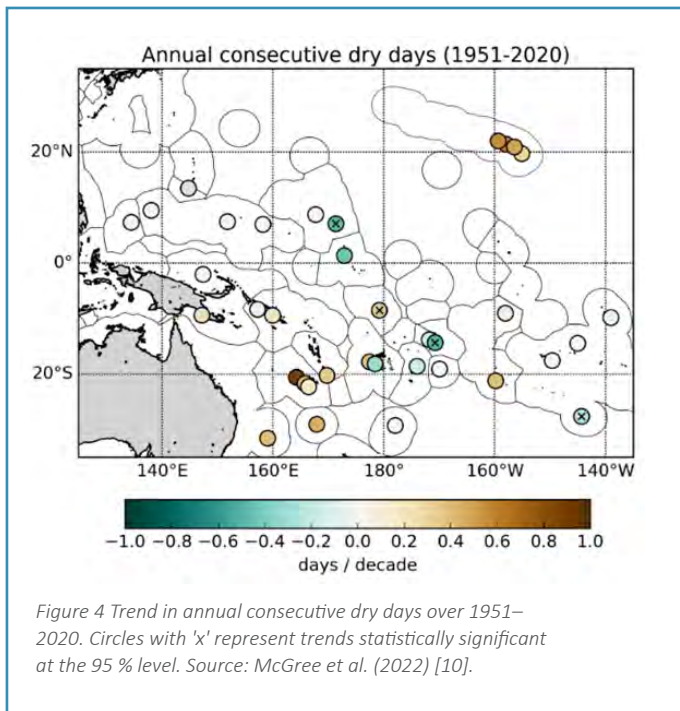 Annual consecutive dry days (1951-2020)
20°N
0°
20°S
140°E 160°E 180° 160°W 140°W
−1.0 −0.8 −0.6 −0.4 −0.2 0.0 0.2 0.4 0.6 0.8 1.0
days / decade
Figure 4 Trend in annual consecutive dry days over 1951–
2020. Circles with 'x' represent trends statistically significant
at the 95 % level. Source: McGree et al. (2022) [10].